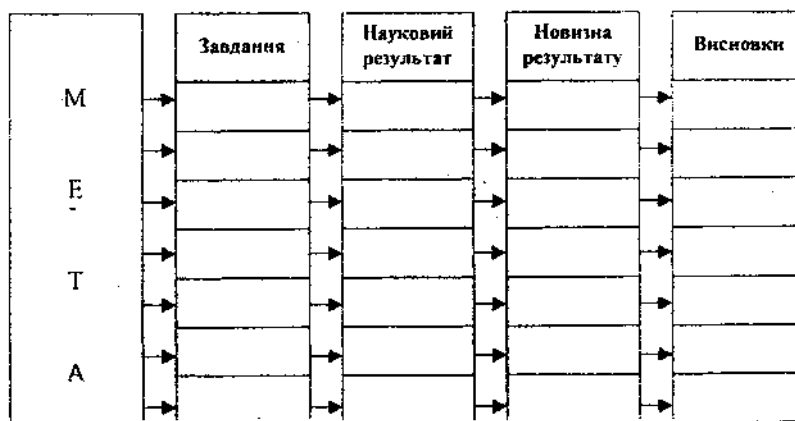 Завдання
Науковий
результат
Новизна
результату
Висновки
М
Е
Т
А